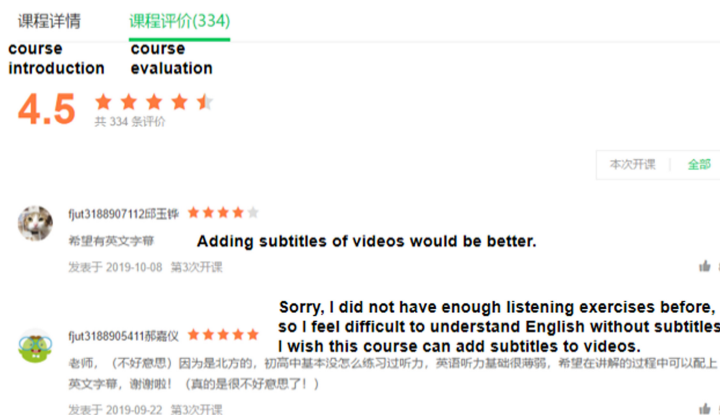 课程详情
课程评价(334)
course
introduction
course
evaluation
4.5
共 334 条评价
本次开课
全部
fjut3188907112邱玉铧
希望有英文字幕
Adding subtitles of videos would be better.
发表于 2019-10-08 第3次开课
Sorry, I did not have enough listening exercises before,
so I feel difficult to understand English without subtitles
I wish this course can add subtitles to videos.
fjut3188905411郝嘉仪
老师，（不好意思）因为是北方的，初高中基本没怎么练习过听力，英语听力基础很薄弱，希望在讲解的过程中可以配上
英文字幕，谢谢啦！（真的是很不好意思了！）
发表于 2019-09-22 第3次开课